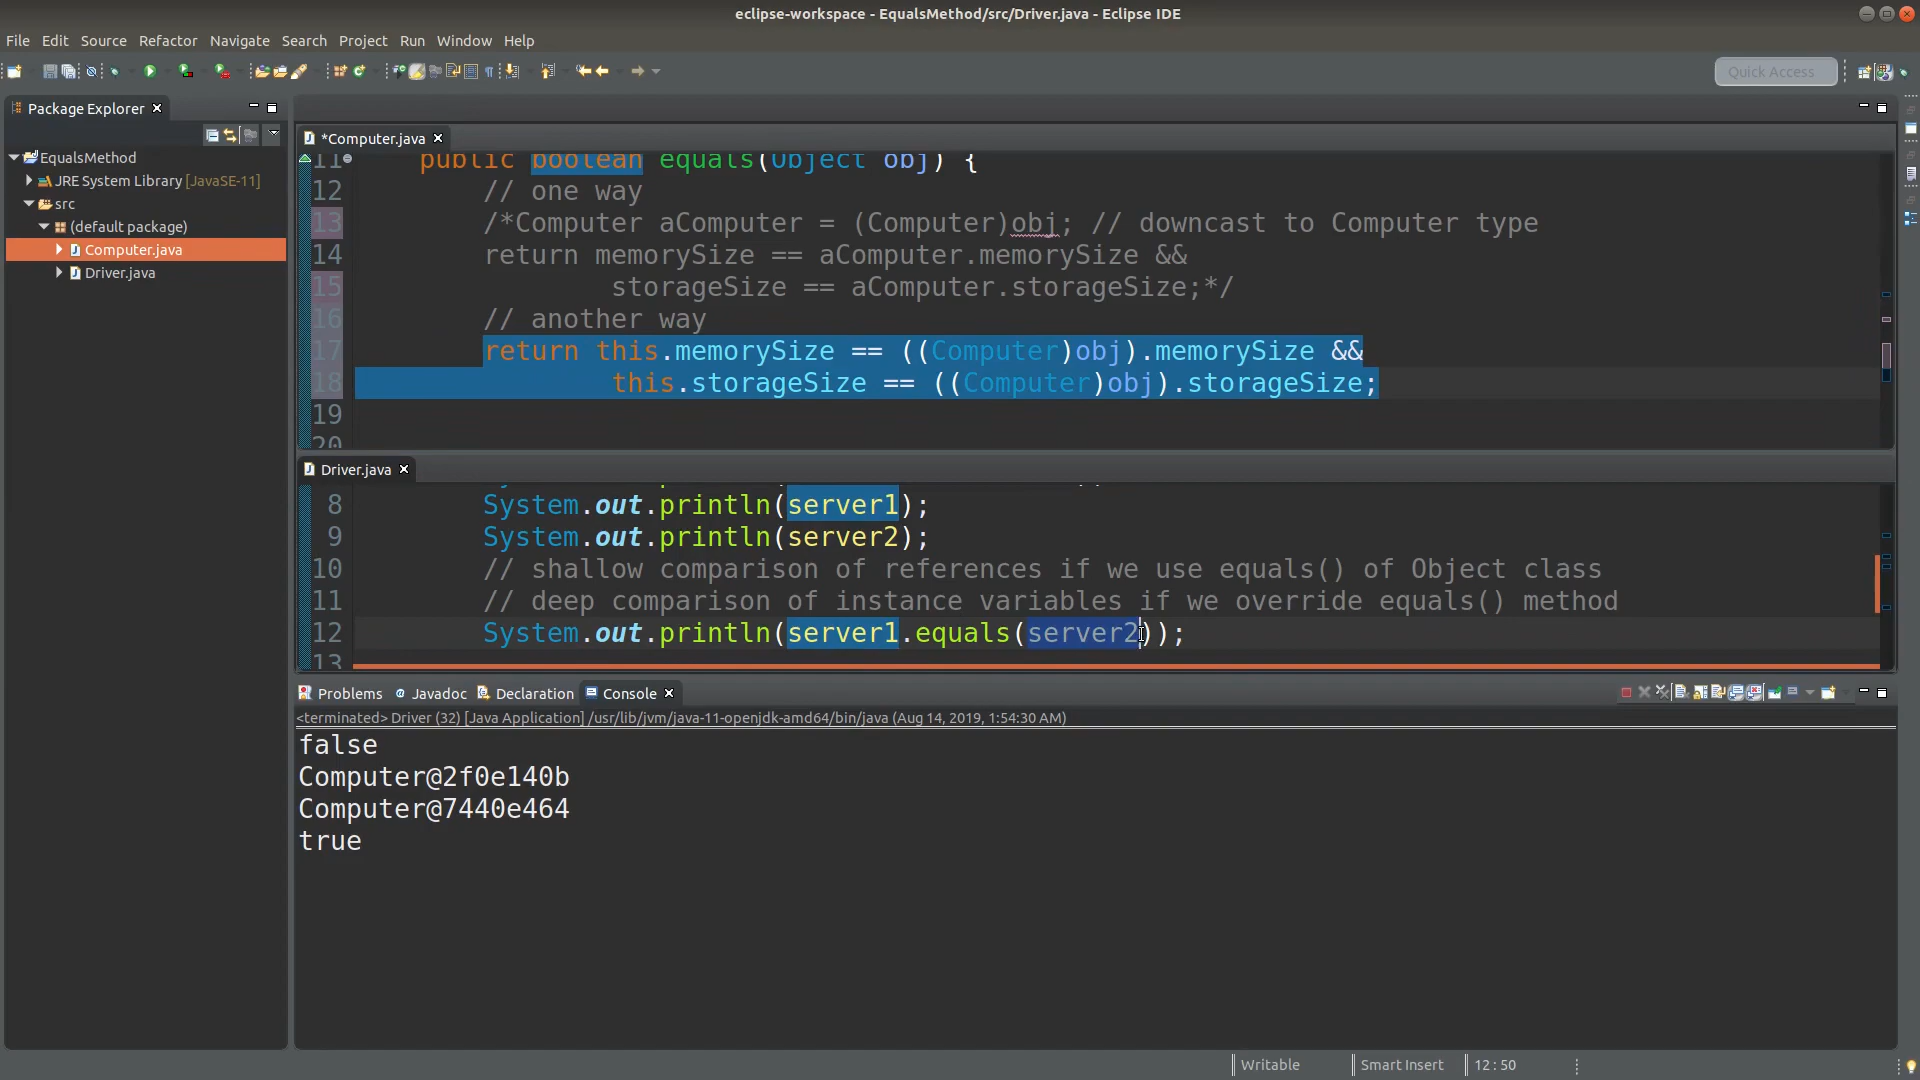 eclipse-workspace - EqualsMethod/src/Driver.java - Eclipse IDE
File Edit Source Refactor Navigate Search Project Run Window Help
Quick Access
Package Explorer
EqualsMethod
JRE System Library [JavaSE-11]
src
(default package)
Computer.java
Driver.java
*Computer.java
11 public boolean equals(Object obj) {
12 // one way
13 /*Computer aComputer = (Computer)obj; // downcast to Computer type
14 return memorySize == aComputer.memorySize &&
15 storageSize == aComputer.storageSize;*/
16 // another way
17 return this.memorySize == ((Computer)obj).memorySize &&
18 this.storageSize == ((Computer)obj).storageSize;
19
20
Driver.java
8 System.out.println(server1);
9 System.out.println(server2);
10 // shallow comparison of references if we use equals() of Object class
11 // deep comparison of instance variables if we override equals() method
12 System.out.println(server1.equals(server2));
13
Problems Javadoc Declaration Console
<terminated> Driver (32) [Java Application] /usr/lib/jvm/java-11-openjdk-amd64/bin/java (Aug 14, 2019, 1:54:30 AM)
false
Computer@2f0e140b
Computer@7440e464
true
Writable Smart Insert 12 : 50